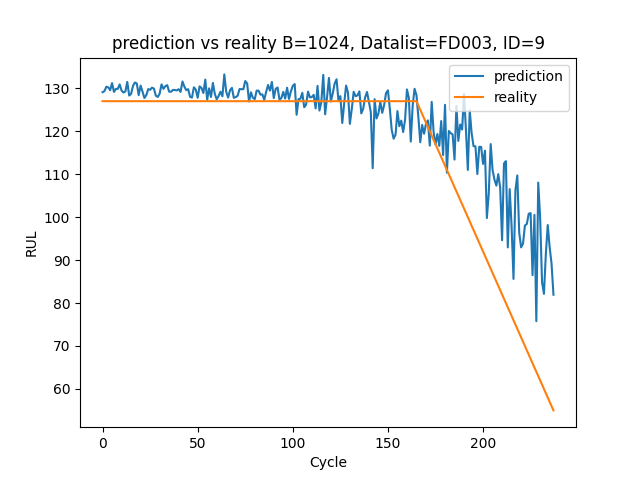 prediction vs reality B=1024, Datalist=FD003, ID=9
prediction
reality
130
120
110
100
90
80
70
60
RUL
0 50 100 150 200
Cycle